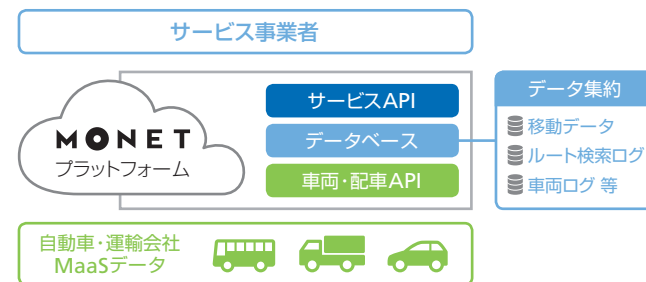 サービス事業者
MONET
プラットフォーム
サービスAPI
データベース
車両・配車API
データ集約
移動データ
ルート検索ログ
車両ログ 等
自動車・運輸会社
MaaSデータ